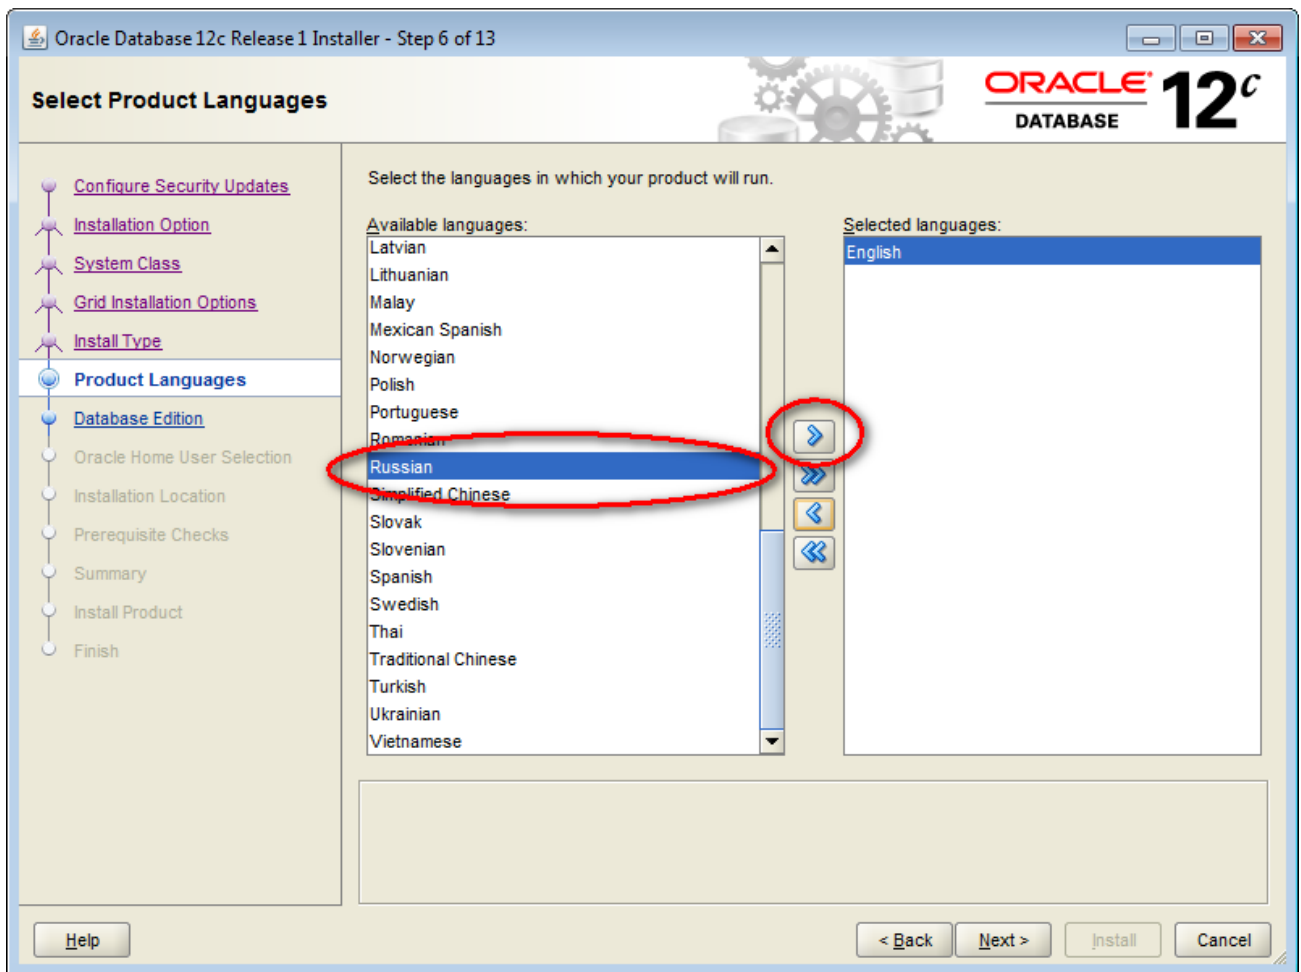 Oracle Database 12c Release 1 Installer - Step 6 of 13
Select Product Languages
ORACLE
DATABASE
12c
Configure Security Updates
Installation Option
System Class
Grid Installation Options
Install Type
Product Languages
Database Edition
Oracle Home User Selection
Installation Location
Prerequisite Checks
Summary
Install Product
Finish
Select the languages in which your product will run.
Available languages:
Latvian
Lithuanian
Malay
Mexican Spanish
Norwegian
Polish
Portuguese
Romanian
Russian
Simplified Chinese
Slovak
Slovenian
Spanish
Swedish
Thai
Traditional Chinese
Turkish
Ukrainian
Vietnamese
Selected languages:
English
Help
< Back
Next >
Install
Cancel